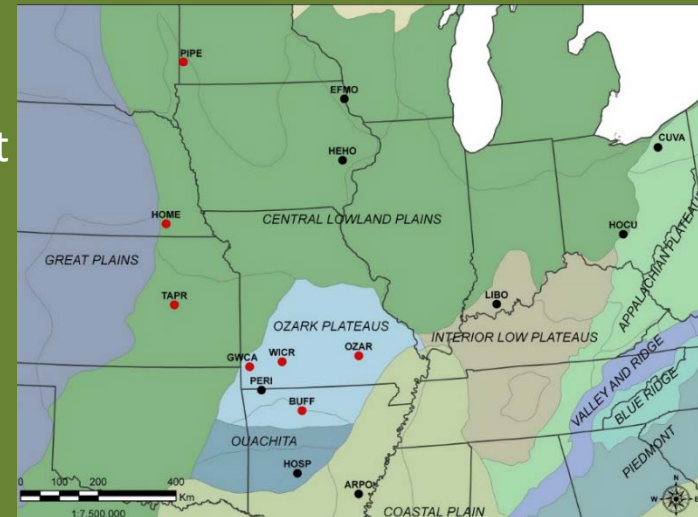 t
PIPE
EFMO
HEHO
CUVA
HOME
CENTRAL LOWLAND PLAINS
HOCU
GREAT PLAINS
APPALACHIAN PLATEAUS
TAPR
LIBO
OZARK PLATEAUS
INTERIOR LOW PLATEAUS
GWCA
WICR
OZAR
PERI
VALLEY AND RIDGE
BLUE RIDGE
BUFF
OUACHITA
PIEDMONT
HOSP
ARPO
COASTAL PLAIN
0 100 200 400
Km
1:7 500 000
N
W
E
S